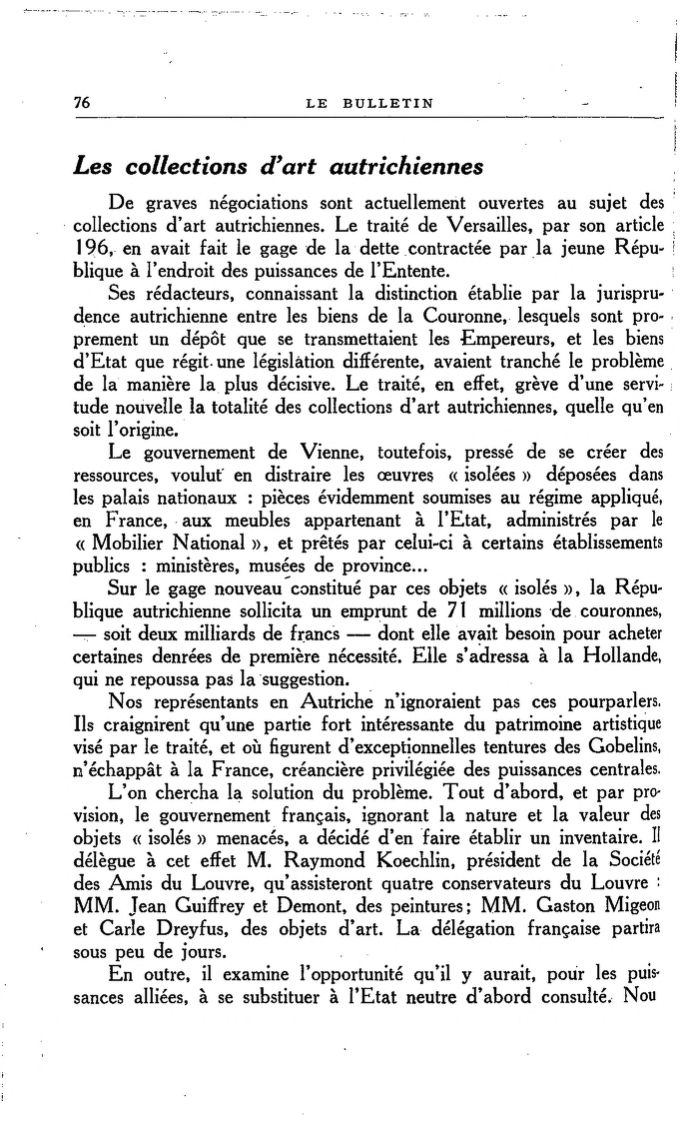 76
LE BULLETIN
Les collections d'art autrichiennes
De graves négociations sont actuellement ouvertes au sujet des
collections d'art autrichiennes. Le traité de Versailles, par son article
196, en avait fait le gage de la dette contractée par la jeune Répu-
blique à l'endroit des puissances de l'Entente.
Ses rédacteurs, connaissant la distinction établie par la jurispru-
dence autrichienne entre les biens de la Couronne, lesquels sont pro-
prement un dépôt que se transmettaient les Empereurs, et les biens
d'Etat que régit une législation différente, avaient tranché le problème
de la manière la plus décisive. Le traité, en effet, grève d'une servi-
tude nouvelle la totalité des collections d'art autrichiennes, quelle qu'en
soit l'origine.
Le gouvernement de Vienne, toutefois, pressé de se créer des
ressources, voulut en distraire les œuvres « isolées » déposées dans
les palais nationaux : pièces évidemment soumises au régime appliqué,
en France, aux meubles appartenant à l'Etat, administrés par le
« Mobilier National », et prêtés par celui-ci à certains établissements
publics : ministères, musées de province...
Sur le gage nouveau constitué par ces objets « isolés », la Répu-
blique autrichienne sollicita un emprunt de 71 millions de couronnes,
— soit deux milliards de francs — dont elle avait besoin pour acheter
certaines denrées de première nécessité. Elle s'adressa à la Hollande,
qui ne repoussa pas la suggestion.
Nos représentants en Autriche n'ignoraient pas ces pourparlers.
Ils craignirent qu'une partie fort intéressante du patrimoine artistique
visé par le traité, et où figurent d'exceptionnelles tentures des Gobelins,
n'échappât à la France, créancière privilégiée des puissances centrales.
L'on chercha la solution du problème. Tout d'abord, et par pro-
vision, le gouvernement français, ignorant la nature et la valeur des
objets « isolés » menacés, a décidé d'en faire établir un inventaire. Il
délègue à cet effet M. Raymond Koechlin, président de la Société
des Amis du Louvre, qu'assisteront quatre conservateurs du Louvre :
MM. Jean Guiffrey et Demont, des peintures ; MM. Gaston Migeon
et Carle Dreyfus, des objets d'art. La délégation française partira
sous peu de jours.
En outre, il examine l'opportunité qu'il y aurait, pour les puis-
sances alliées, à se substituer à l'Etat neutre d'abord consulté. Nou